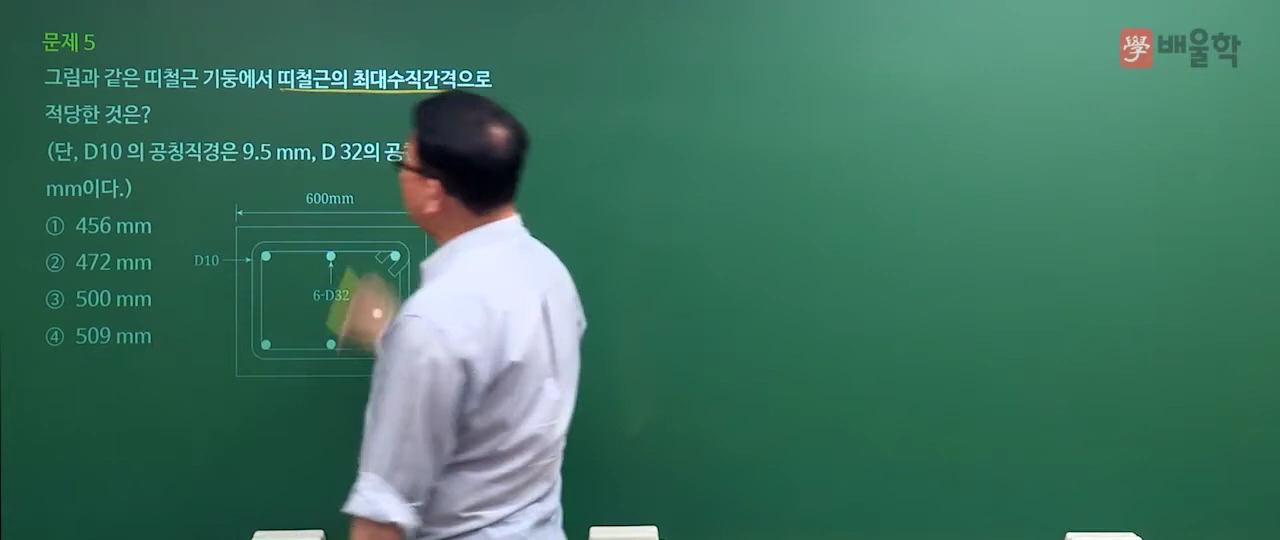 문제 5
그림과 같은 띠철근 기둥에서 띠철근의 최대수직간격으로
적당한 것은?
(단, D10 의 공칭직경은 9.5 mm, D 32의
mm이다.)
① 456 mm
② 472 mm
③ 500 mm
④ 509 mm
600mm
D10
6-D32
學 배울학